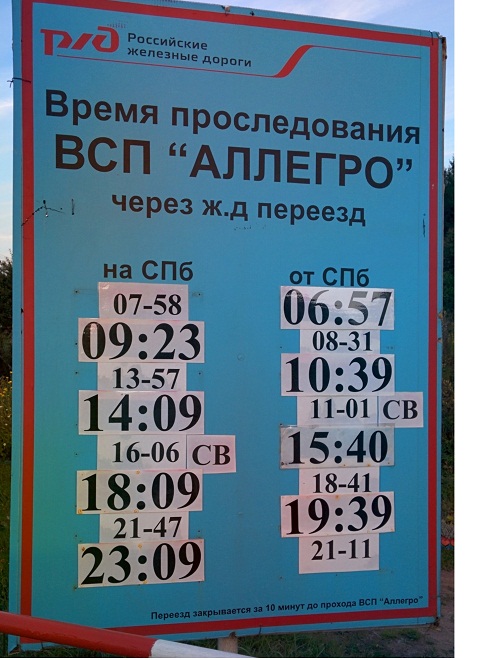 РЖД Российские
железные дороги
Время проследования
ВСП “АЛЛЕГРО”
через ж.д переезд
на СПб
07-58
09:23
13-57
14:09
16-06 СВ
18:09
21-47
23:09
от СПб
06:57
08-31
10:39
11-01 СВ
15:40
18-41
19:39
21-11
Переезд закрывается за 10 минут до прохода ВСП “Аллегро”